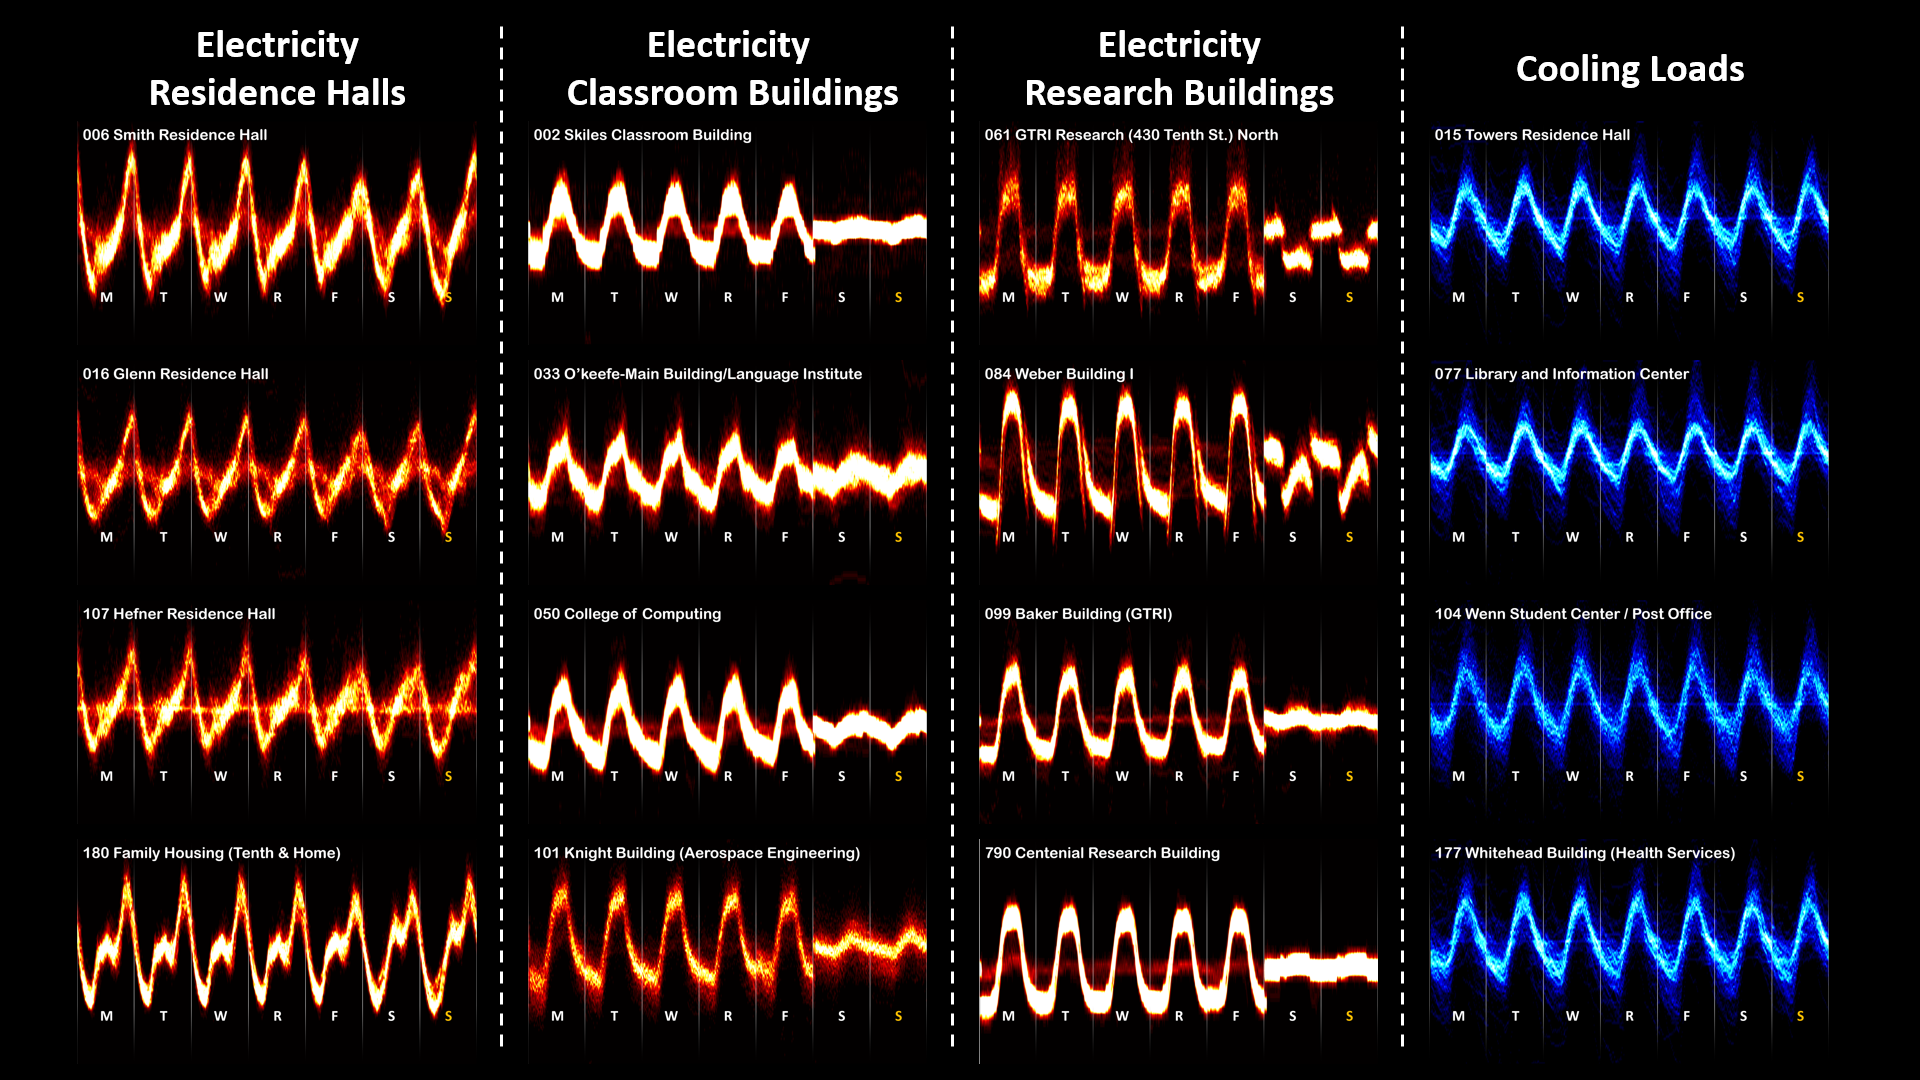 Electricity
Residence Halls
Electricity
Classroom Buildings
Electricity
Research Buildings
Cooling Loads
006 Smith Residence Hall
M T W R F S S
016 Glenn Residence Hall
M T W R F S S
107 Hefner Residence Hall
M T W R F S S
180 Family Housing (Tenth & Home)
M T W R F S S
002 Skiles Classroom Building
M T W R F S S
033 O’keefe-Main Building/Language Institute
M T W R F S S
050 College of Computing
M T W R F S S
101 Knight Building (Aerospace Engineering)
M T W R F S S
061 GTRI Research (430 Tenth St.) North
M T W R F S S
084 Weber Building I
M T W R F S S
099 Baker Building (GTRI)
M T W R F S S
790 Centenial Research Building
M T W R F S S
015 Towers Residence Hall
M T W R F S S
077 Library and Information Center
M T W R F S S
104 Wenn Student Center / Post Office
M T W R F S S
177 Whitehead Building (Health Services)
M T W R F S S